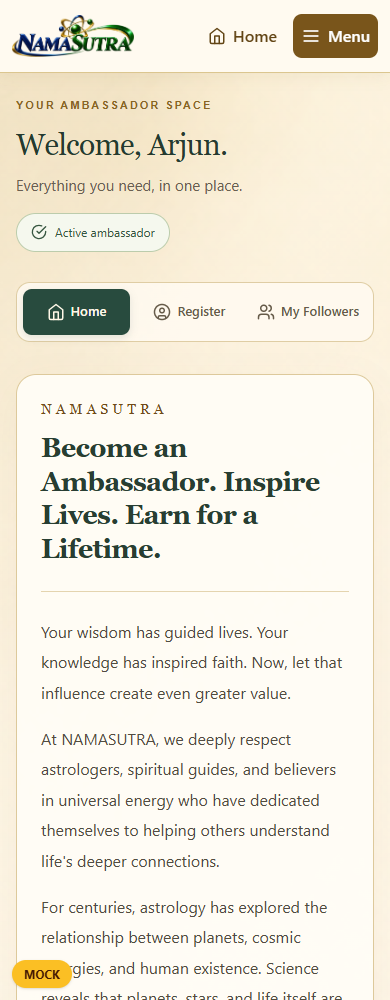 NAMASUTRA
Home
Menu
YOUR AMBASSADOR SPACE
Welcome, Arjun.
Everything you need, in one place.
Active ambassador
Home
Register
My Followers
NAMASUTRA
Become an
Ambassador. Inspire
Lives. Earn for a
Lifetime.
Your wisdom has guided lives. Your
knowledge has inspired faith. Now, let that
influence create even greater value.
At NAMASUTRA, we deeply respect
astrologers, spiritual guides, and believers
in universal energy who have dedicated
themselves to helping others understand
life's deeper connections.
For centuries, astrology has explored the
relationship between planets, cosmic
MOCK
gies, and human existence. Science
reveals that planets, stars, and life itself are